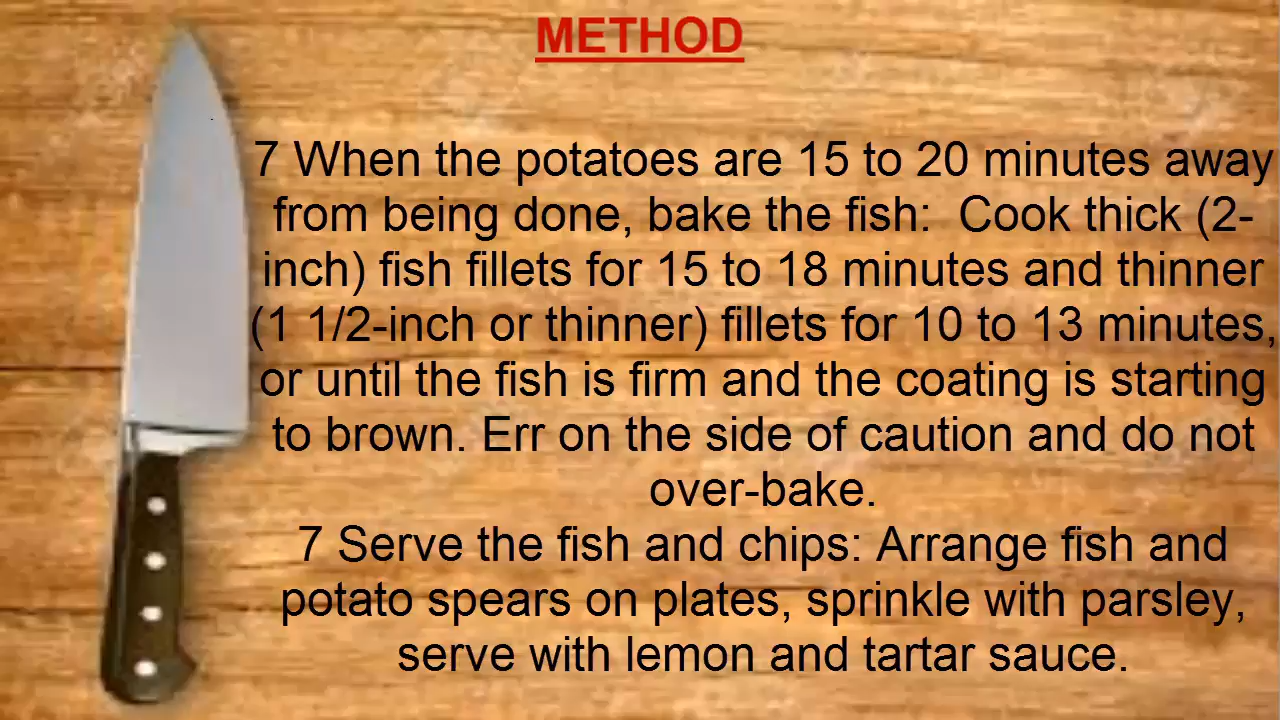 METHOD
7 When the potatoes are 15 to 20 minutes away
from being done, bake the fish:  Cook thick (2-
inch) fish fillets for 15 to 18 minutes and thinner
(1 1/2-inch or thinner) fillets for 10 to 13 minutes,
or until the fish is firm and the coating is starting
to brown. Err on the side of caution and do not
over-bake.
7 Serve the fish and chips: Arrange fish and
potato spears on plates, sprinkle with parsley,
serve with lemon and tartar sauce.